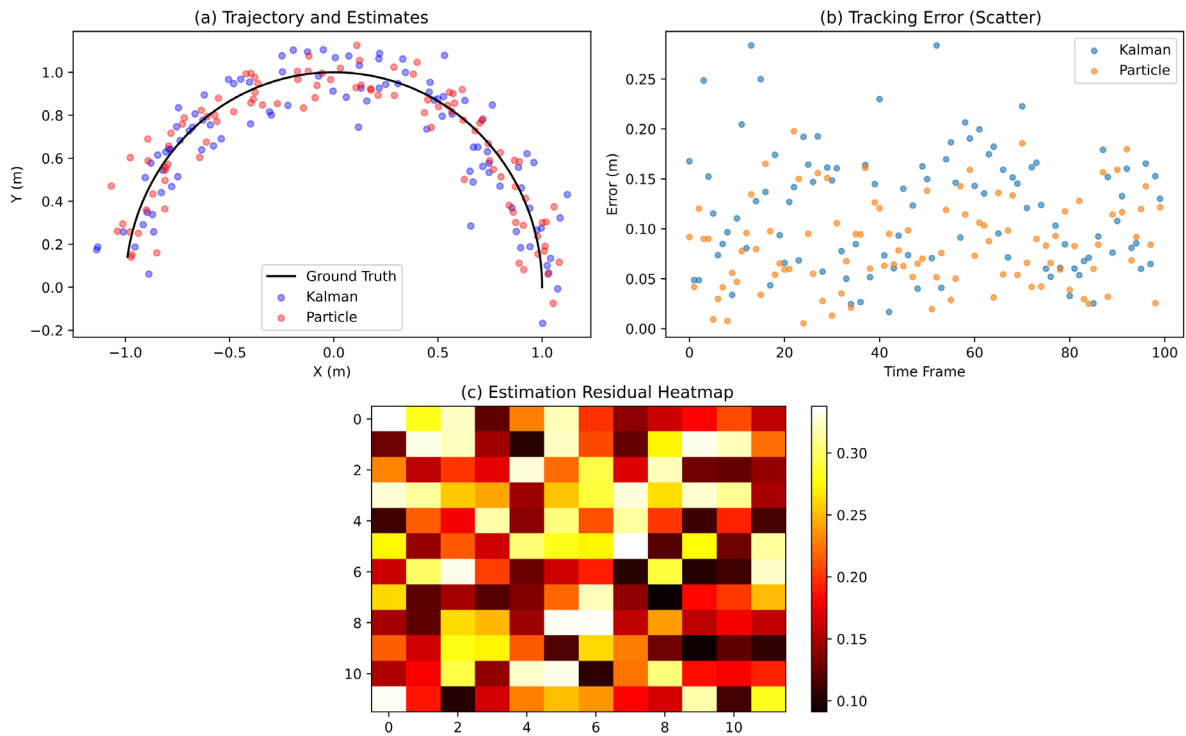 (a) Trajectory and Estimates
Y (m)
1.0
0.8
0.6
0.4
0.2
0.0
−0.2
Ground Truth
Kalman
Particle
−1.0 −0.5 0.0 0.5 1.0
X (m)
(b) Tracking Error (Scatter)
Error (m)
0.25
0.20
0.15
0.10
0.05
0.00
Kalman
Particle
0 20 40 60 80 100
Time Frame
(c) Estimation Residual Heatmap
0
2
4
6
8
10
0 2 4 6 8 10
0.30
0.25
0.20
0.15
0.10